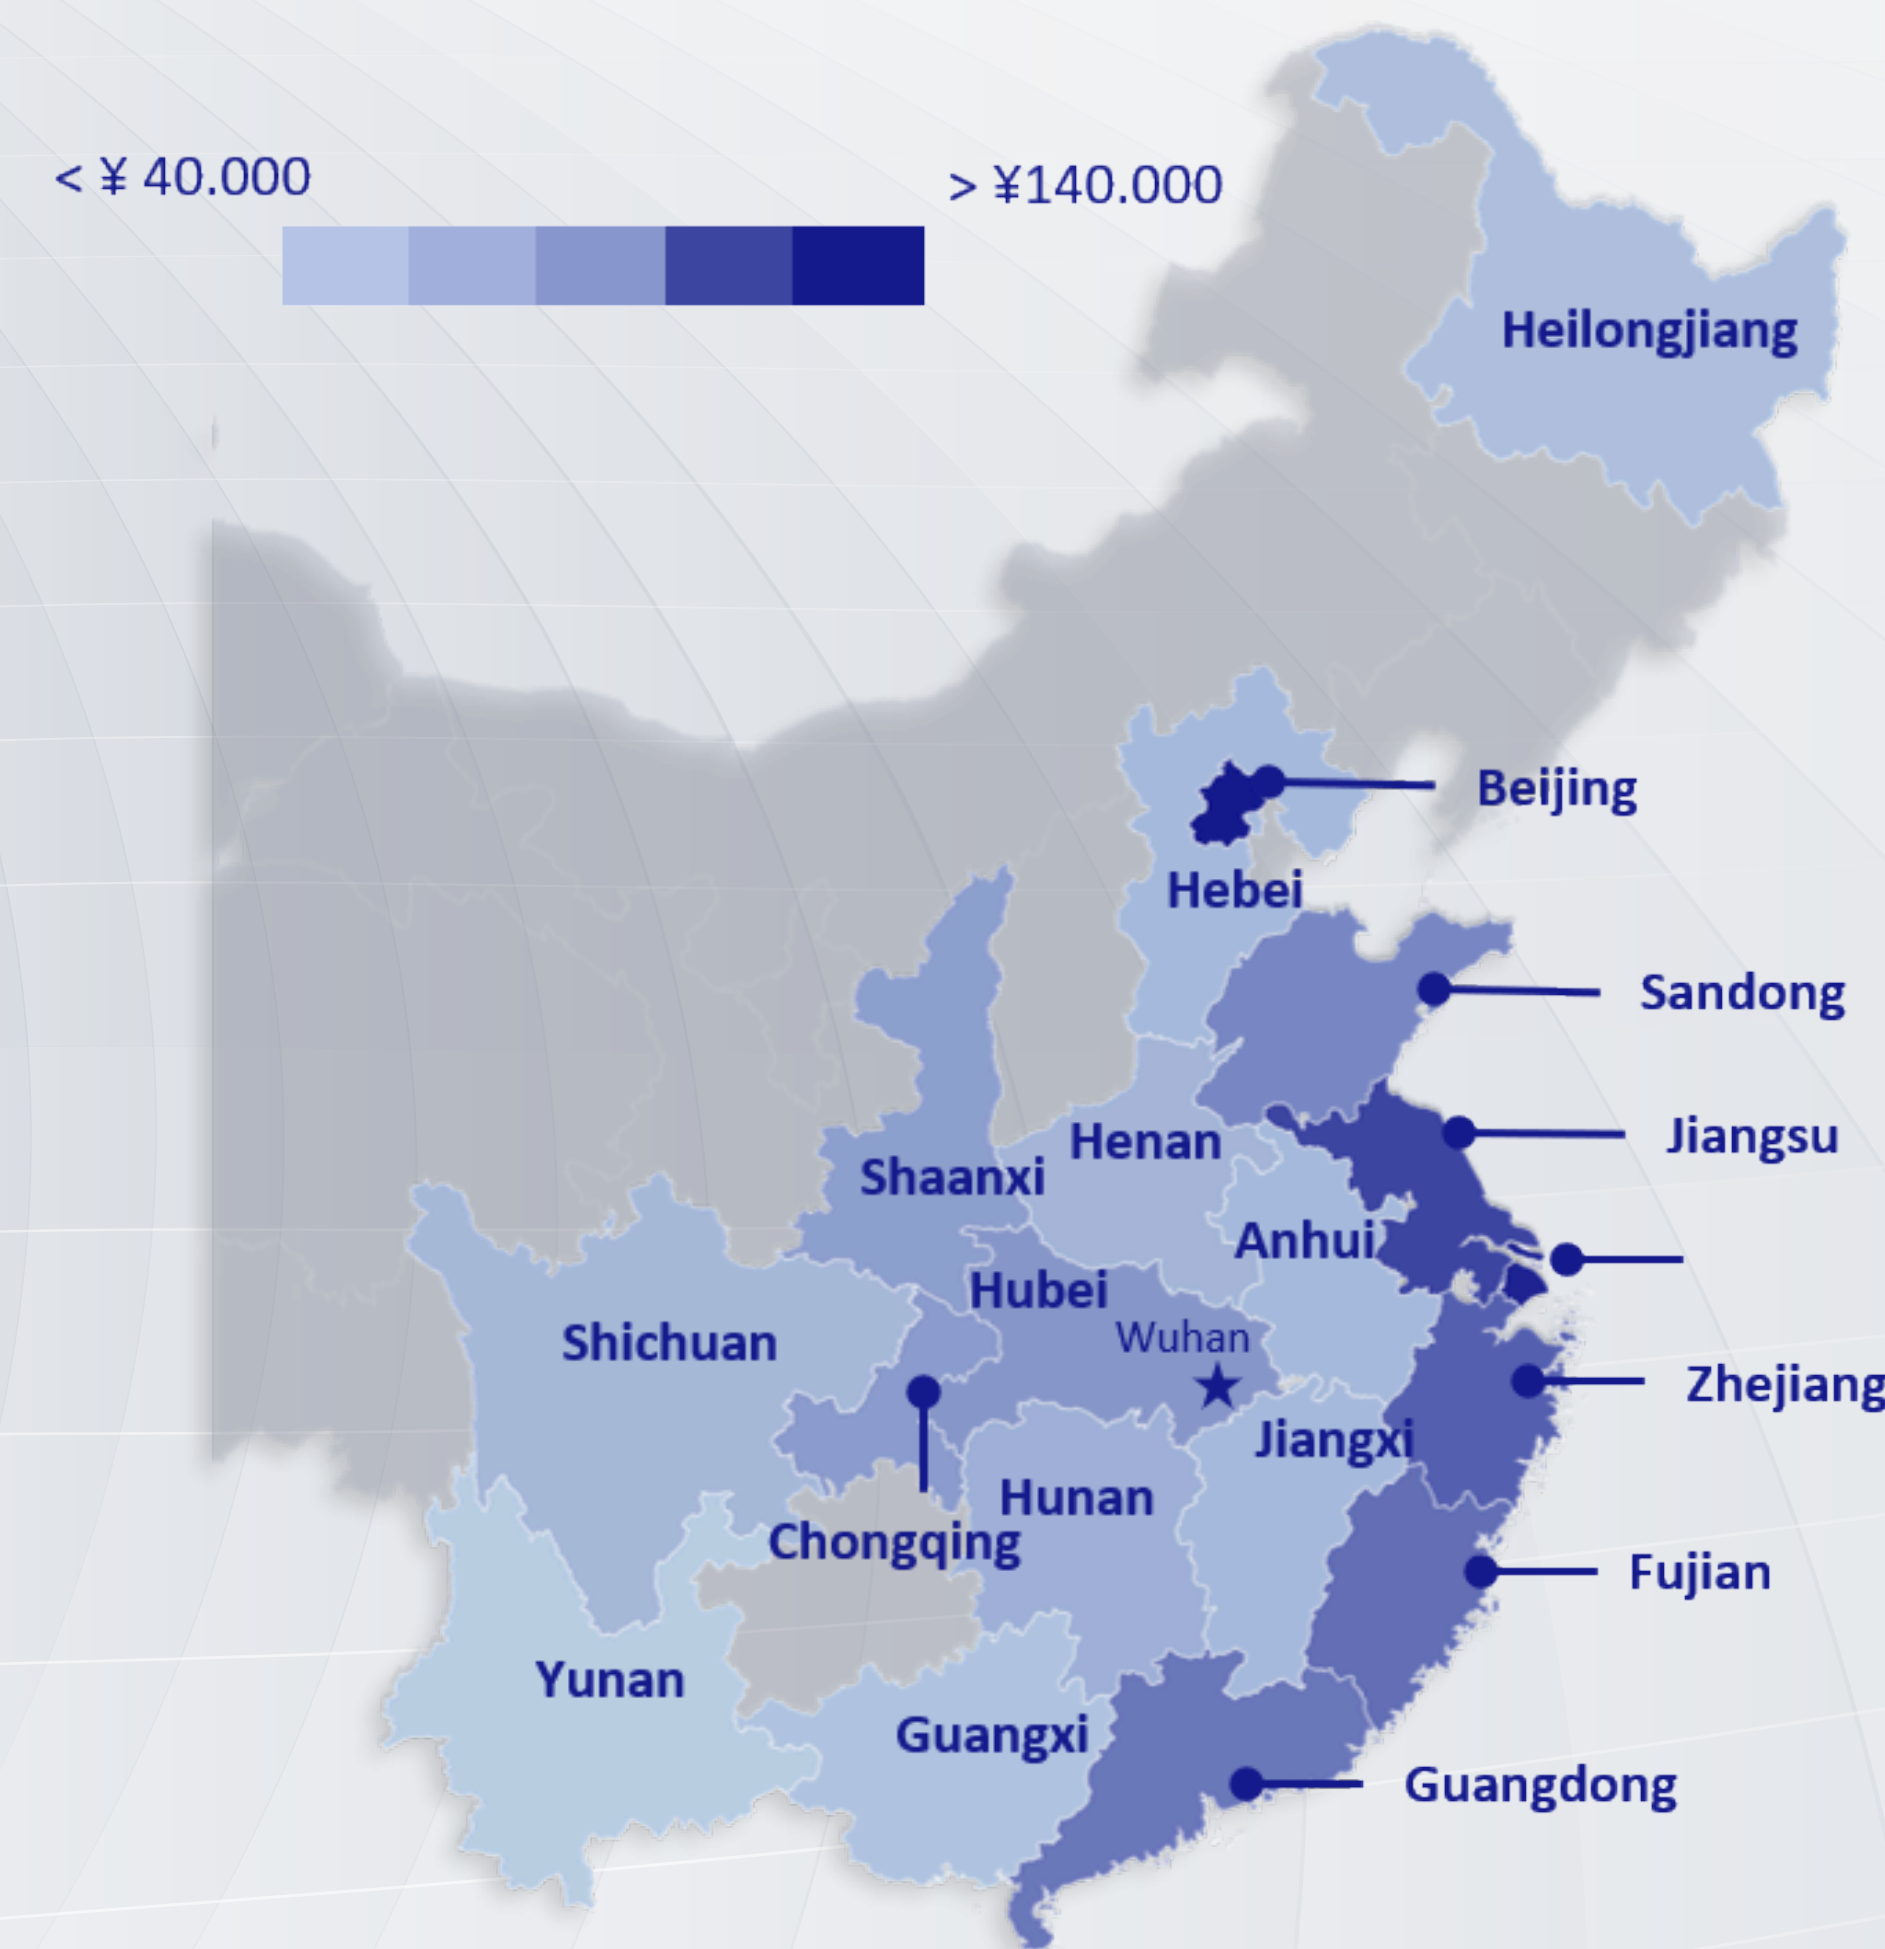 < ¥ 40.000
> ¥140.000
Heilongjiang
Beijing
Hebei
Sandong
Jiangsu
Henan
Shaanxi
Anhui
Hubei
Wuhan
Shichuan
Zhejiang
Jiangxi
Hunan
Chongqing
Fujian
Yunan
Guangxi
Guangdong